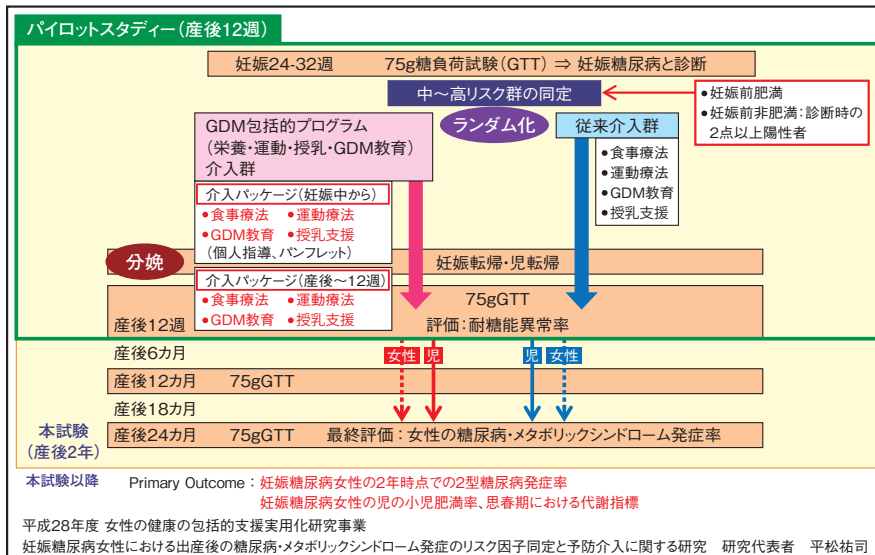 パイロットスタディー(産後12週)
妊娠24-32週　75g糖負荷試験(GTT) ⇒ 妊娠糖尿病と診断
中〜高リスク群の同定
●妊娠前肥満
●妊娠前非肥満：診断時の
2点以上陽性者
ランダム化
GDM包括的プログラム
(栄養・運動・授乳・GDM教育)
介入群
従来介入群
●食事療法
●運動療法
●GDM教育
●授乳支援
介入パッケージ(妊娠中から)
●食事療法　●運動療法
●GDM教育　●授乳支援
(個人指導、パンフレット)
分娩
妊娠転帰・児転帰
介入パッケージ(産後〜12週)
●食事療法　●運動療法
●GDM教育　●授乳支援
75gGTT
産後12週　評価：耐糖能異常率
産後6カ月
女性　児　児　女性
産後12カ月　75gGTT
産後18カ月
本試験
(産後2年)
産後24カ月　75gGTT　最終評価：女性の糖尿病・メタボリックシンドローム発症率
本試験以降　Primary Outcome：妊娠糖尿病女性の2年時点での2型糖尿病発症率
妊娠糖尿病女性の児の小児肥満率、思春期における代謝指標
平成28年度 女性の健康の包括的支援実用化研究事業
妊娠糖尿病女性における出産後の糖尿病・メタボリックシンドローム発症のリスク因子同定と予防介入に関する研究　研究代表者　平松祐司